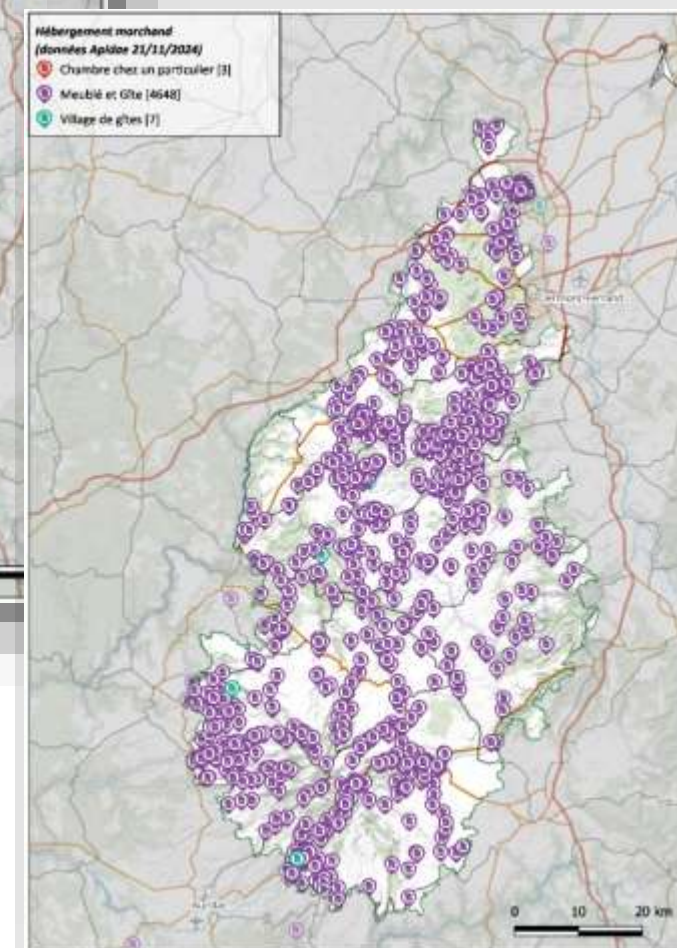 Hébergement marchand
(données Apidae 21/11/2024)
Chambre chez un particulier [3]
Meublé et Gîte [4648]
Village de gîtes [7]
N
Clermont-Ferrand
0 10 20 km